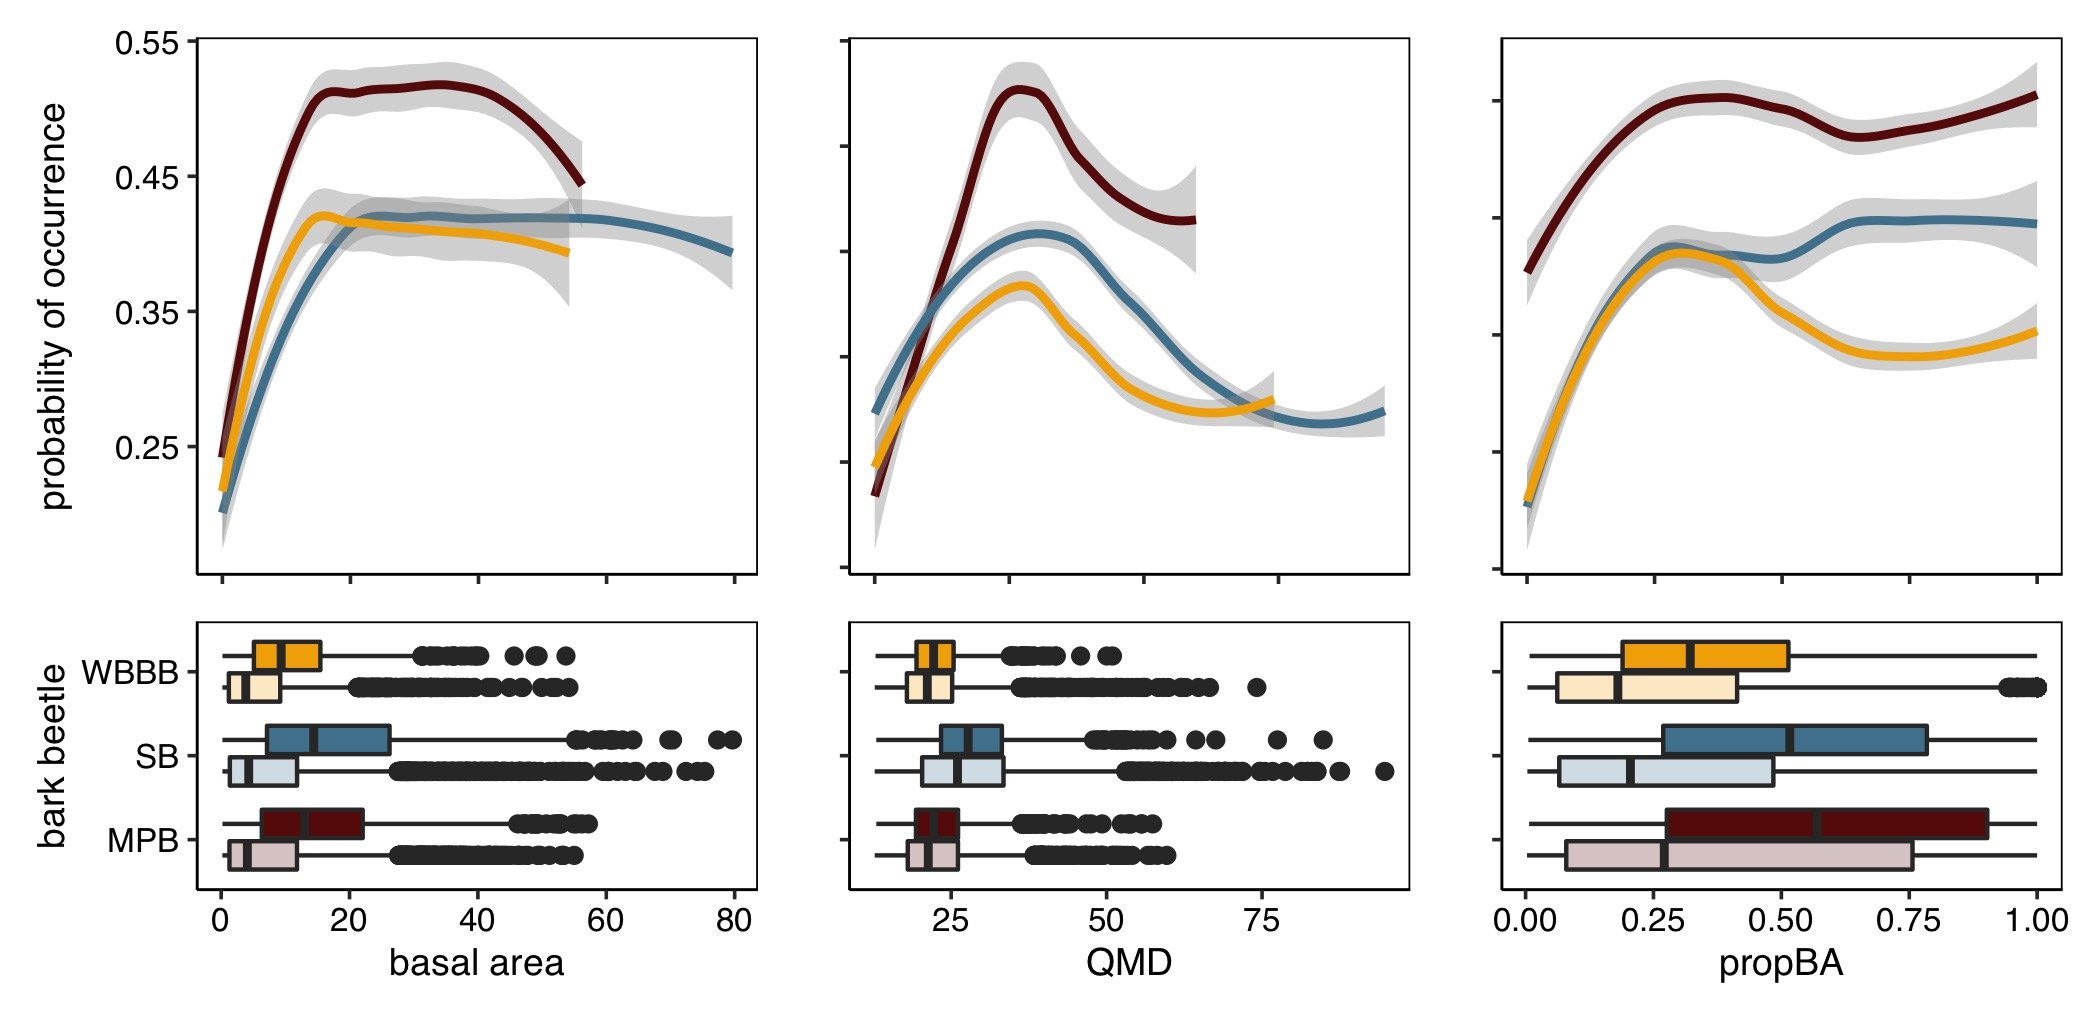 probability of occurrence
0.55
0.45
0.35
0.25
bark beetle
WBBB
SB
MPB
0 20 40 60 80
25 50 75
0.00 0.25 0.50 0.75 1.00
basal area
QMD
propBA